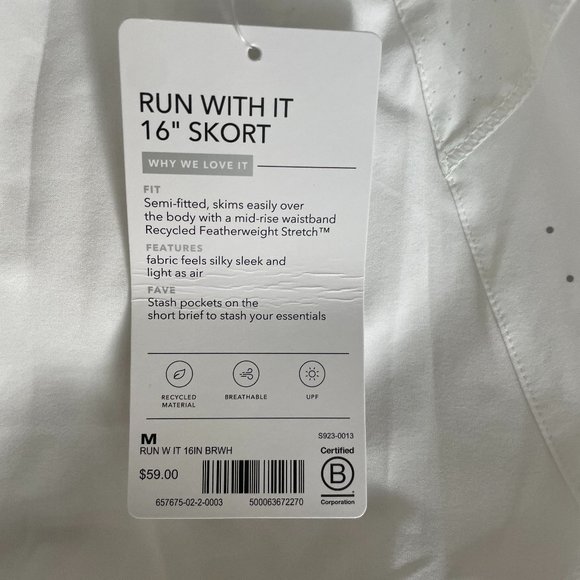 RUN WITH IT
16" SKORT
WHY WE LOVE IT
FIT
Semi-fitted, skims easily over
the body with a mid-rise waistband
Recycled Featherweight Stretch™
FEATURES
fabric feels silky sleek and
light as air
FAVE
Stash pockets on the
short brief to stash your essentials
RECYCLED
MATERIAL
BREATHABLE
UPF
M
S923-0013
RUN W IT 16IN BRWH
$59.00
657675-02-2-0003
500063672270
Certified
B
Corporation